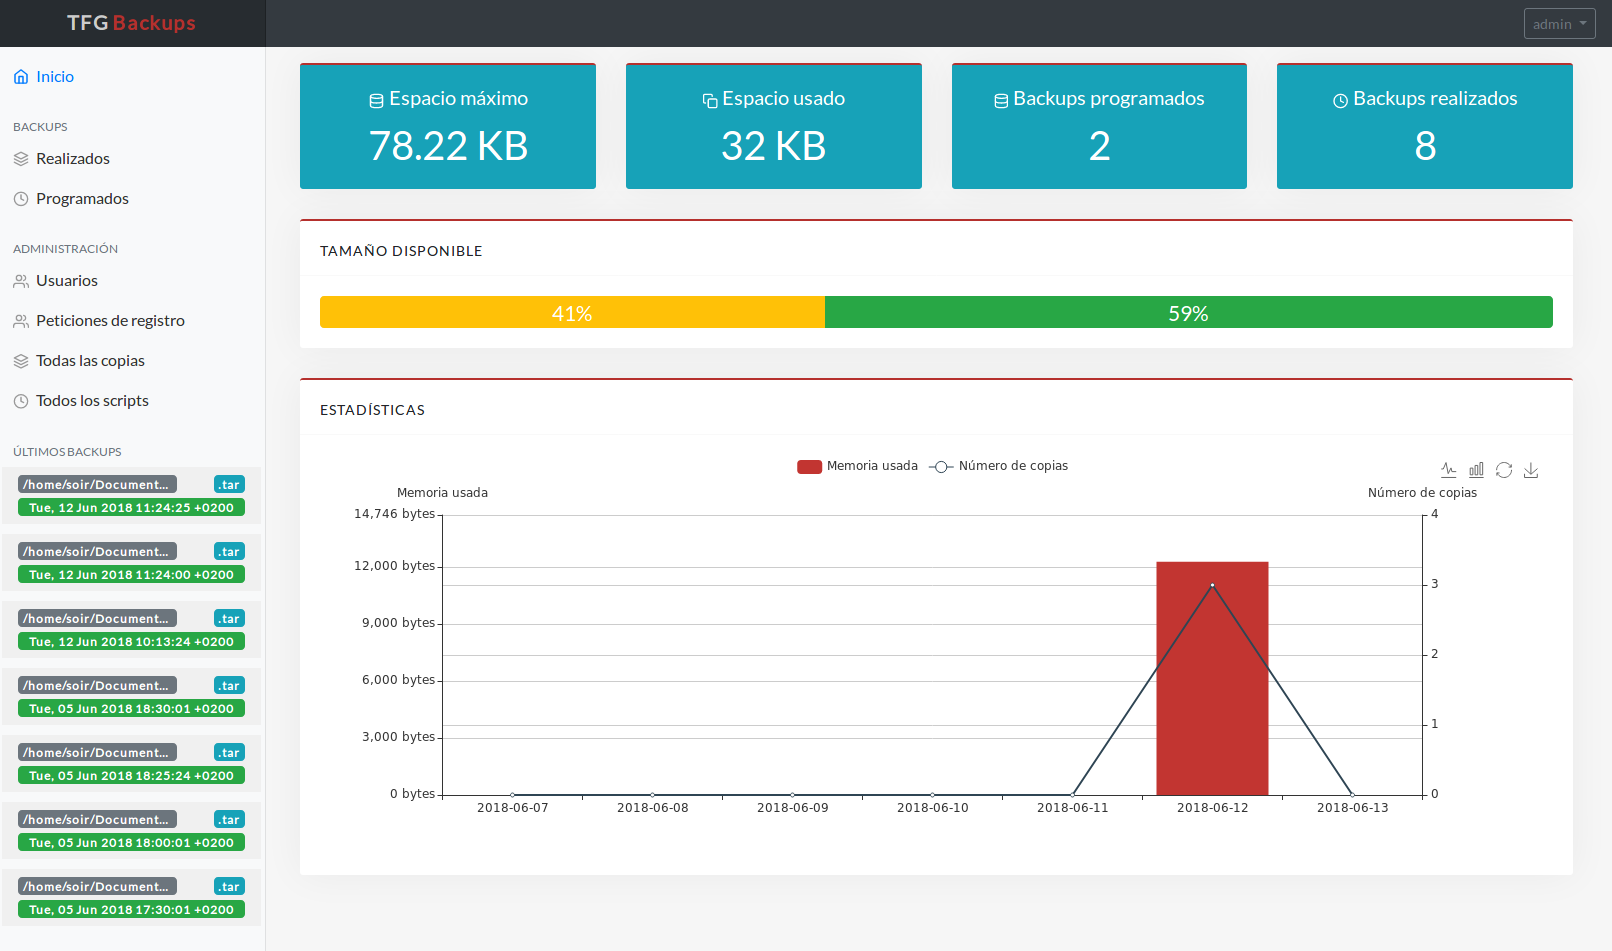 TFG Backups
admin
Inicio
BACKUPS
Realizados
Programados
ADMINISTRACIÓN
Usuarios
Peticiones de registro
Todas las copias
Todos los scripts
ÚLTIMOS BACKUPS
/home/soir/Document... .tar
Tue, 12 Jun 2018 11:24:25 +0200
/home/soir/Document... .tar
Tue, 12 Jun 2018 11:24:00 +0200
/home/soir/Document... .tar
Tue, 12 Jun 2018 10:13:24 +0200
/home/soir/Document... .tar
Tue, 05 Jun 2018 18:30:01 +0200
/home/soir/Document... .tar
Tue, 05 Jun 2018 18:25:24 +0200
/home/soir/Document... .tar
Tue, 05 Jun 2018 18:00:01 +0200
/home/soir/Document... .tar
Tue, 05 Jun 2018 17:30:01 +0200
Espacio máximo
78.22 KB
Espacio usado
32 KB
Backups programados
2
Backups realizados
8
TAMAÑO DISPONIBLE
41% 59%
ESTADÍSTICAS
Memoria usada Número de copias
Memoria usada Número de copias
14,746 bytes
12,000 bytes
9,000 bytes
6,000 bytes
3,000 bytes
0 bytes
4
3
2
1
0
2018-06-07 2018-06-08 2018-06-09 2018-06-10 2018-06-11 2018-06-12 2018-06-13